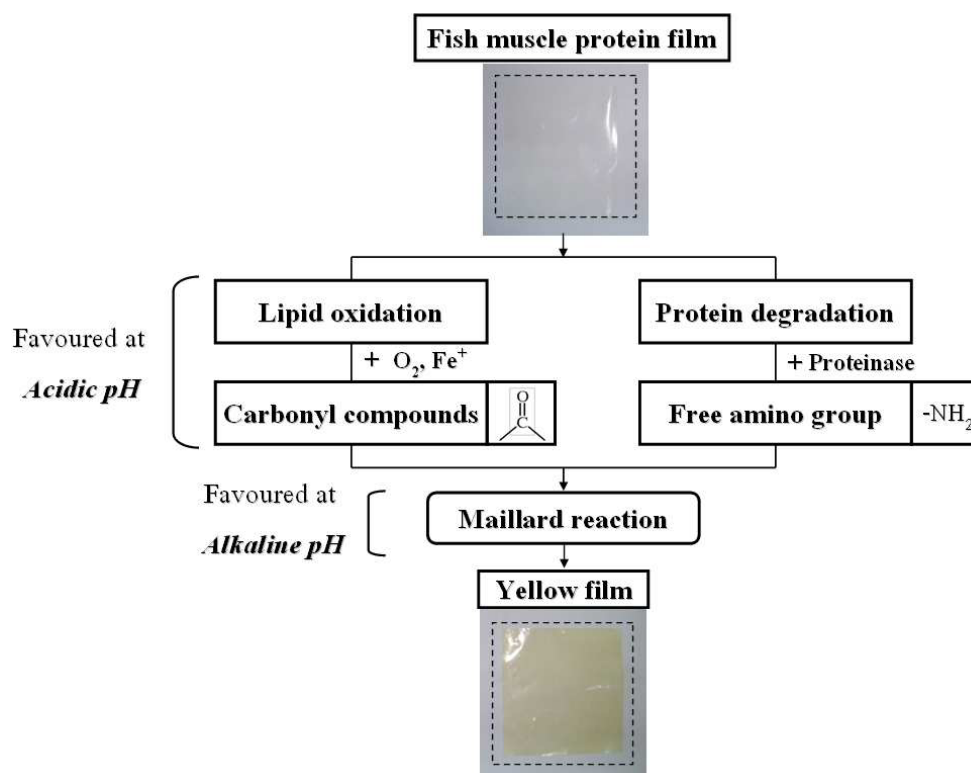 Fish muscle protein film
Lipid oxidation
Protein degradation
Favoured at
Acidic pH
+ O₂, Fe⁺
+ Proteinase
Carbonyl compounds
O
C
Free amino group
-NH₂
Favoured at
Alkaline pH
Maillard reaction
Yellow film